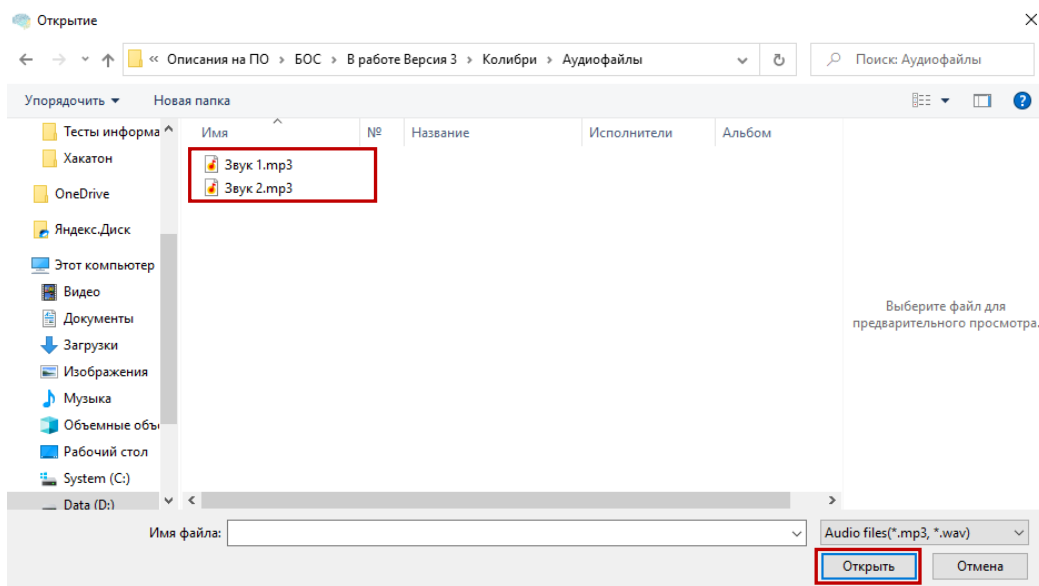 Открытие
« Описания на ПО › БОС › В работе Версия 3 › Колибри › Аудиофайлы
Поиск: Аудиофайлы
Упорядочить
Новая папка
Тесты информа
Хакатон
OneDrive
Яндекс.Диск
Этот компьютер
Видео
Документы
Загрузки
Изображения
Музыка
Объемные объ
Рабочий стол
System (C:)
Data (D:)
Имя № Название Исполнители Альбом
Звук 1.mp3
Звук 2.mp3
Выберите файл для
предварительного просмотра.
Имя файла:
Audio files(*.mp3, *.wav)
Открыть
Отмена